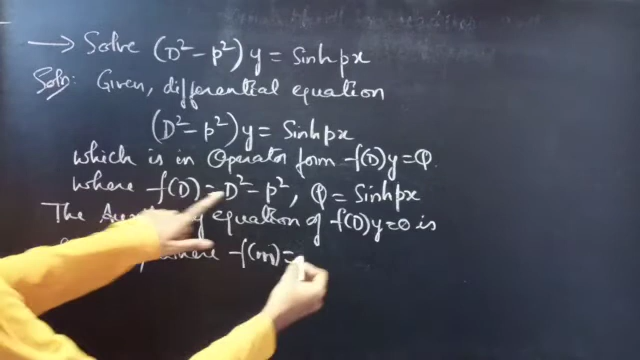 → Solve (D² – p²) y = Sinh px
Soln: Given, differential equation
(D² – p²) y = Sinh px
which is in Operator form f(D)y = Q
where f(D) = D² – p², Q = Sinh px
The equation of f(D)y = 0 is
where f(m) =